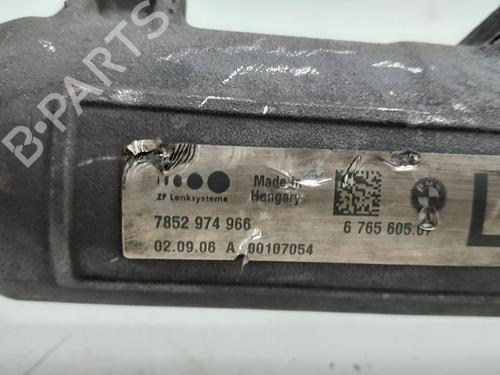 B-PARTS
ZF Lenksysteme
Made in
Hungary
7852 974 966
6 765 605.
02.09.06 A 00107054
L